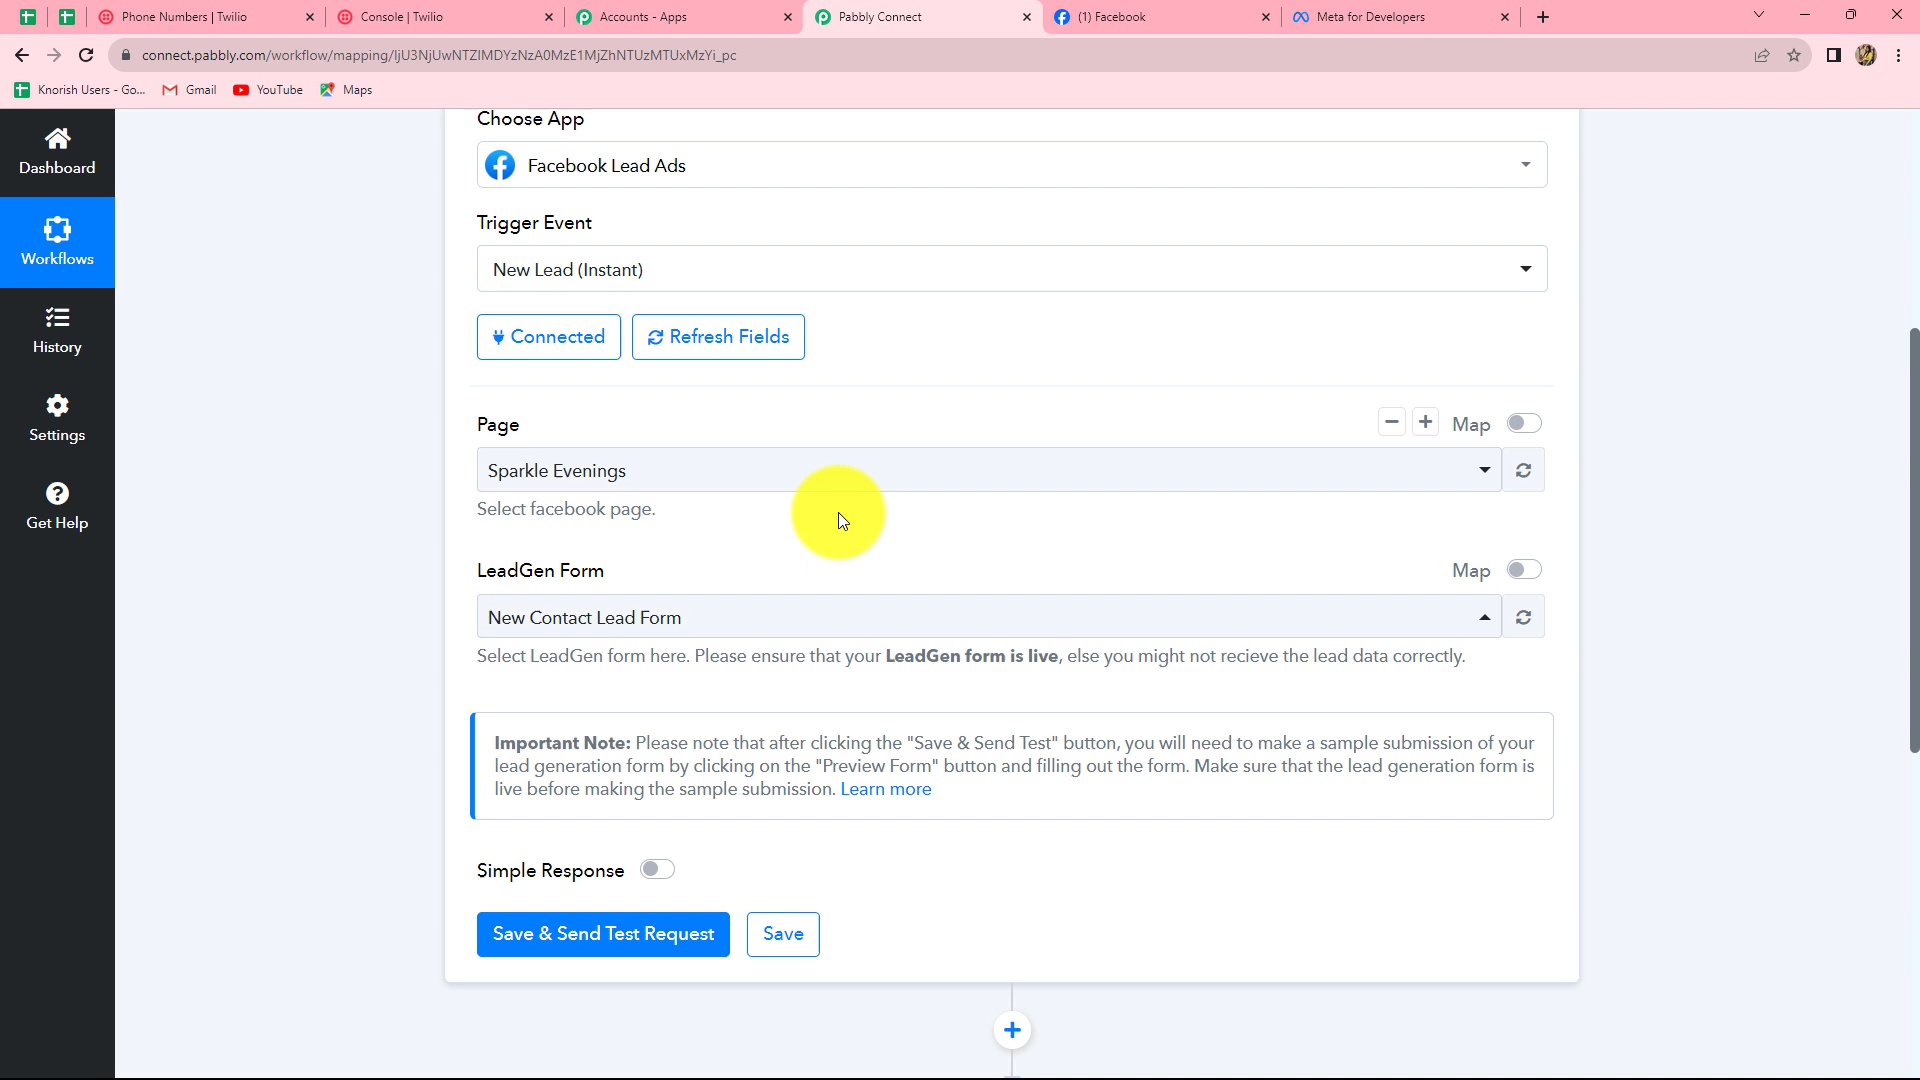 Phone Numbers | Twilio
Console | Twilio
Accounts - Apps
Pabbly Connect
(1) Facebook
Meta for Developers
connect.pabbly.com/workflow/mapping/IjU3NjUwNTZlMDYzNzA0MzE1MjZhNTUzMTUxMzYi_pc
Knorish Users - Go...
Gmail
YouTube
Maps
Dashboard
Workflows
History
Settings
Get Help
Choose App
Facebook Lead Ads
Trigger Event
New Lead (Instant)
Connected
Refresh Fields
Page
Map
Sparkle Evenings
Select facebook page.
LeadGen Form
Map
New Contact Lead Form
Select LeadGen form here. Please ensure that your LeadGen form is live, else you might not recieve the lead data correctly.
Important Note: Please note that after clicking the "Save & Send Test" button, you will need to make a sample submission of your
lead generation form by clicking on the "Preview Form" button and filling out the form. Make sure that the lead generation form is
live before making the sample submission. Learn more
Simple Response
Save & Send Test Request
Save